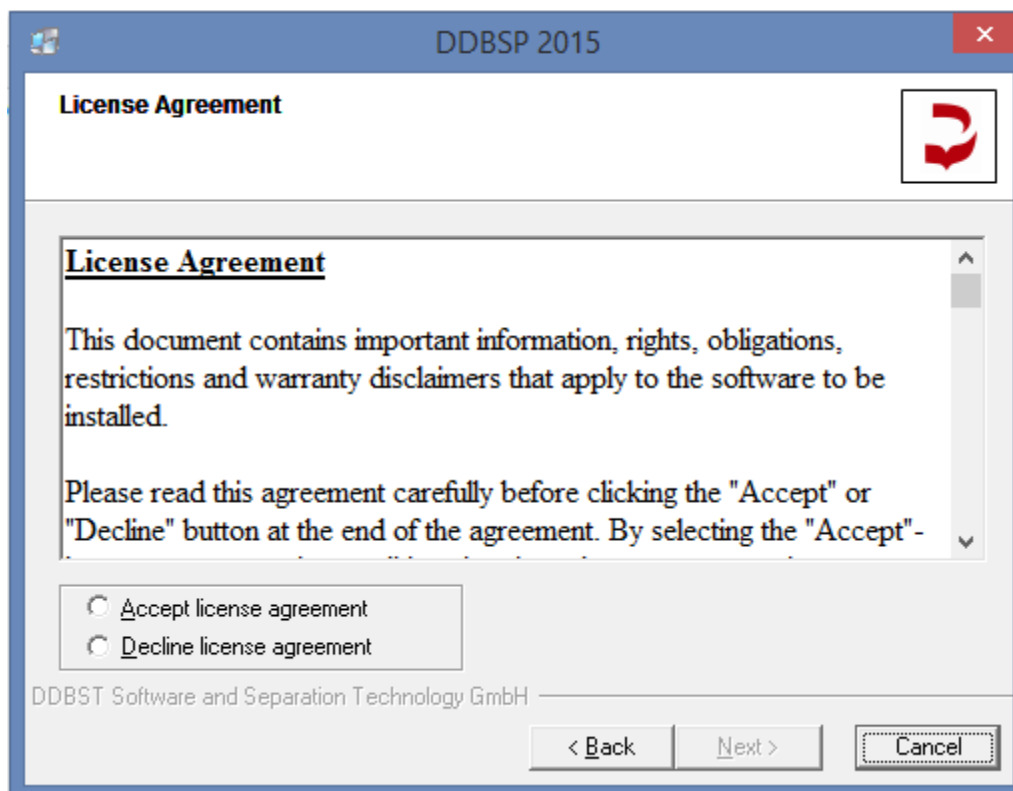 DDBSP 2015
License Agreement
License Agreement
This document contains important information, rights, obligations,
restrictions and warranty disclaimers that apply to the software to be
installed.
Please read this agreement carefully before clicking the "Accept" or
"Decline" button at the end of the agreement. By selecting the "Accept"-
Accept license agreement
Decline license agreement
DDBST Software and Separation Technology GmbH
< Back
Next >
Cancel